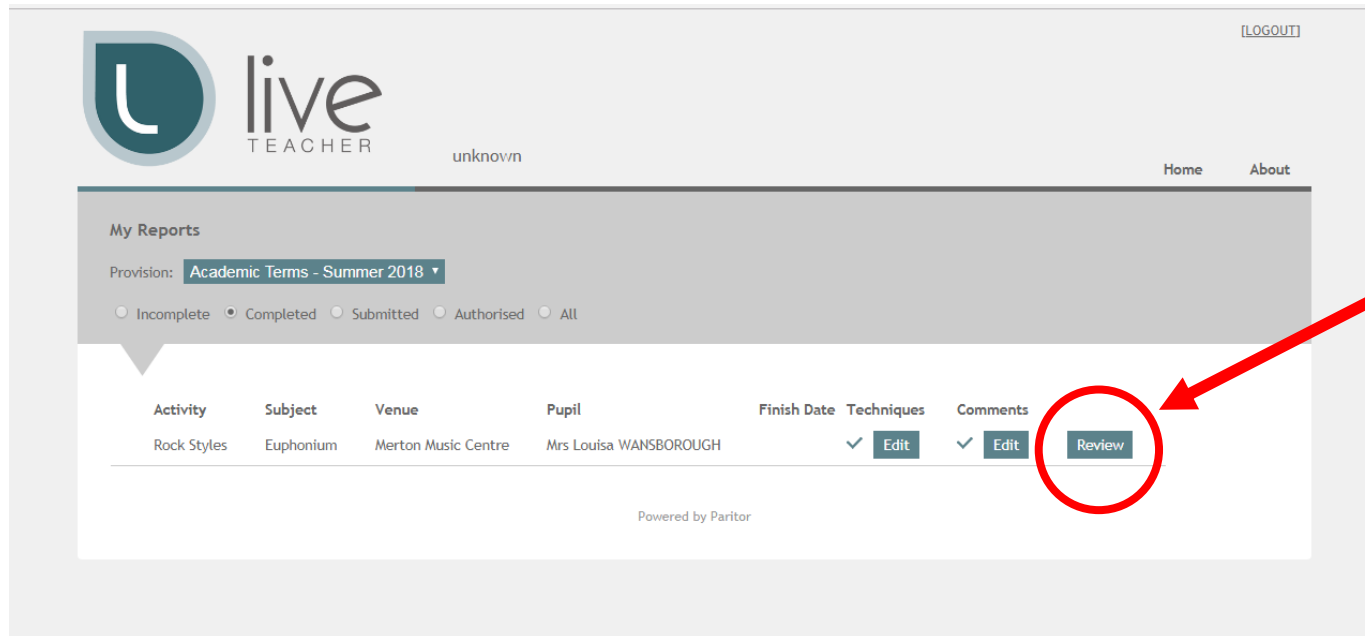 [LOGOUT]
live
TEACHER
unknown
Home About
My Reports
Provision: Academic Terms - Summer 2018
Incomplete Completed Submitted Authorised All
Activity Subject Venue Pupil Finish Date Techniques Comments
Rock Styles Euphonium Merton Music Centre Mrs Louisa WANSBOROUGH Edit Edit Review
Powered by Paritor